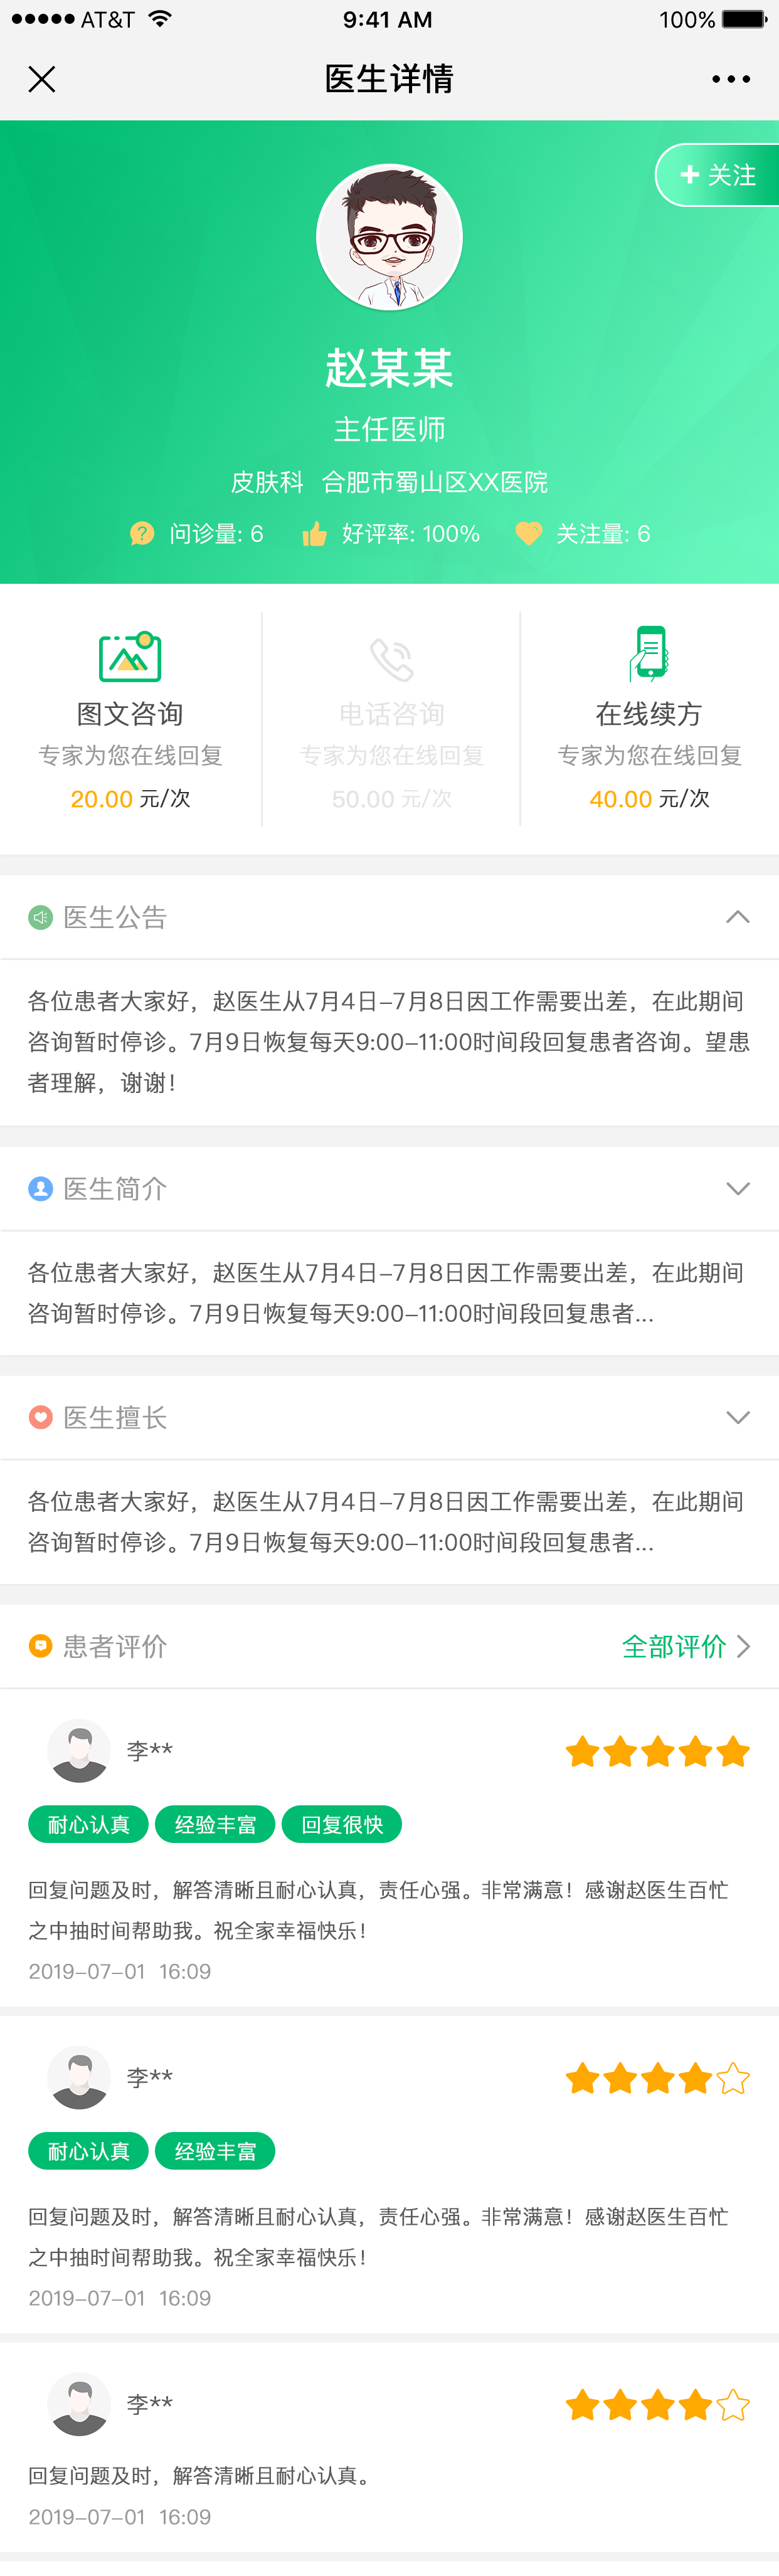 ●●●●● AT&T 9:41 AM 100%
医生详情
+ 关注
赵某某
主任医师
皮肤科 合肥市蜀山区XX医院
问诊量: 6 好评率: 100% 关注量: 6
图文咨询 电话咨询 在线续方
专家为您在线回复 专家为您在线回复 专家为您在线回复
20.00 元/次 50.00 元/次 40.00 元/次
医生公告
各位患者大家好，赵医生从7月4日-7月8日因工作需要出差，在此期间
咨询暂时停诊。7月9日恢复每天9:00-11:00时间段回复患者咨询。望患
者理解，谢谢！
医生简介
各位患者大家好，赵医生从7月4日-7月8日因工作需要出差，在此期间
咨询暂时停诊。7月9日恢复每天9:00-11:00时间段回复患者...
医生擅长
各位患者大家好，赵医生从7月4日-7月8日因工作需要出差，在此期间
咨询暂时停诊。7月9日恢复每天9:00-11:00时间段回复患者...
患者评价 全部评价
李**
耐心认真 经验丰富 回复很快
回复问题及时，解答清晰且耐心认真，责任心强。非常满意！感谢赵医生百忙
之中抽时间帮助我。祝全家幸福快乐！
2019-07-01 16:09
李**
耐心认真 经验丰富
回复问题及时，解答清晰且耐心认真，责任心强。非常满意！感谢赵医生百忙
之中抽时间帮助我。祝全家幸福快乐！
2019-07-01 16:09
李**
回复问题及时，解答清晰且耐心认真。
2019-07-01 16:09